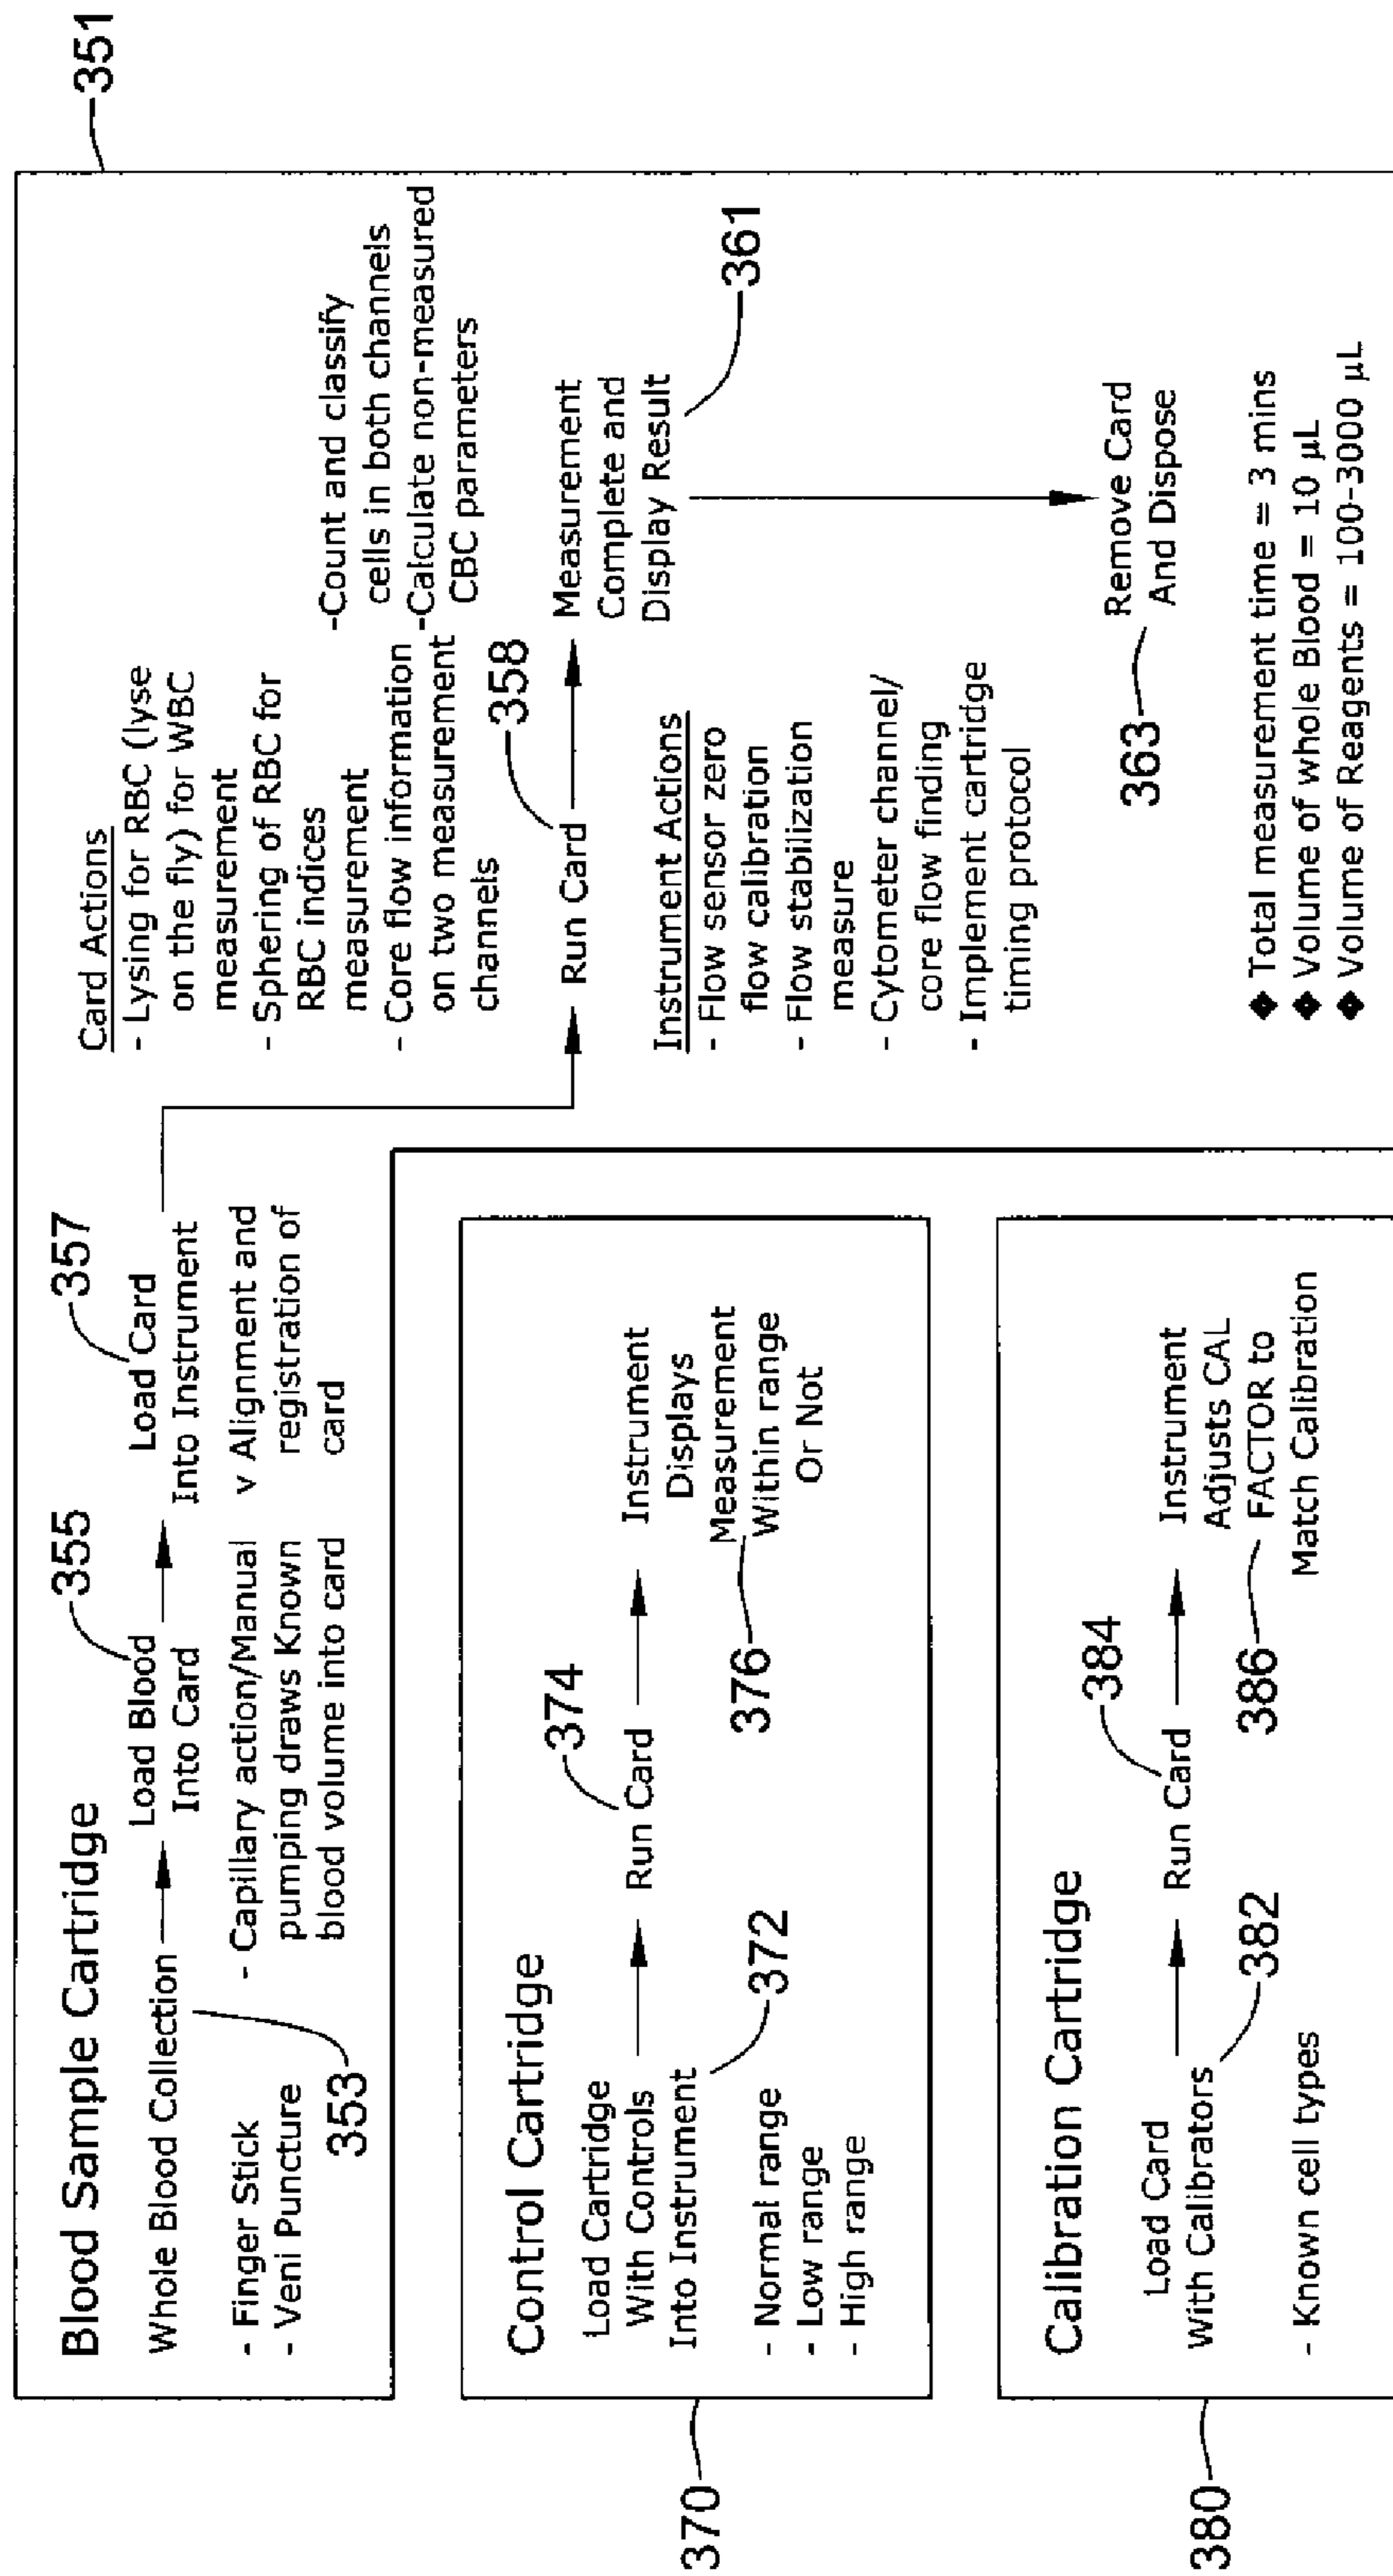 351
Blood Sample Cartridge
Whole Blood Collection
353
- Finger Stick
- Veni Puncture
355
Load Blood
Into Card
- Capillary action/Manual
pumping draws Known
blood volume into card
357
Load Card
Into Instrument
v Alignment and
registration of
card
Card Actions
- Lysing for RBC (lyse
on the fly) for WBC
measurement
- Sphering of RBC for
RBC indices
measurement
- Core flow information
on two measurement
channels
-Count and classify
cells in both channels
-Calculate non-measured
CBC parameters
358
Run Card
Measurement
Complete and
Display Result
361
Instrument Actions
- Flow sensor zero
flow calibration
- Flow stabilization
measure
- Cytometer channel/
core flow finding
- Implement cartridge
timing protocol
Remove Card
And Dispose
363
◆ Total measurement time = 3 mins
◆ Volume of whole Blood = 10 µL
◆ Volume of Reagents = 100-3000 µL
370
Control Cartridge
Load Cartridge
With Controls
Into Instrument
372
- Normal range
- Low range
- High range
374
Run Card
Instrument
Displays
Measurement
Within range
Or Not
376
380
Calibration Cartridge
Load Card
With Calibrators
382
- Known cell types
384
Run Card
Instrument
Adjusts CAL
FACTOR to
Match Calibration
386